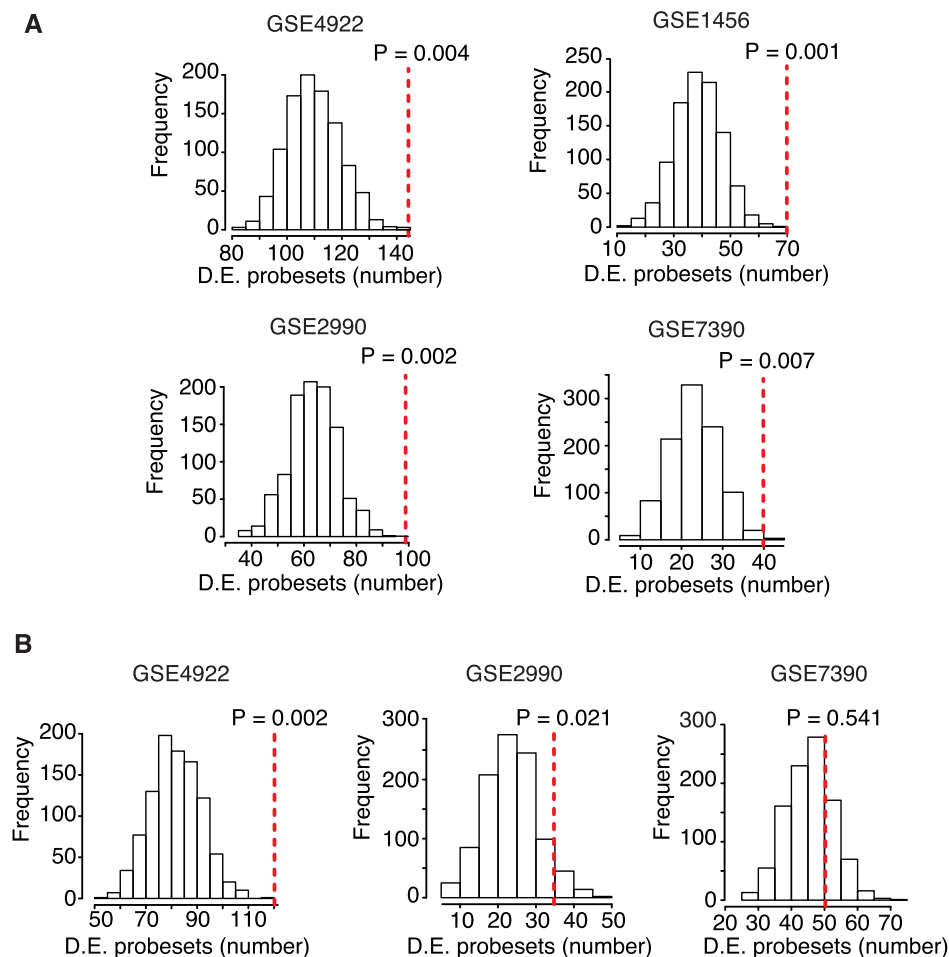 A
GSE4922
P = 0.004
Frequency
200
150
100
50
0
80
100
120
140
D.E. probesets (number)
GSE1456
P = 0.001
Frequency
250
200
150
100
50
0
10
30
50
70
D.E. probesets (number)
GSE2990
P = 0.002
Frequency
200
150
100
50
0
40
60
80
100
D.E. probesets (number)
GSE7390
P = 0.007
Frequency
300
200
100
0
10
20
30
40
D.E. probesets (number)
B
GSE4922
P = 0.002
Frequency
200
150
100
50
0
50
70
90
110
D.E. probesets (number)
GSE2990
P = 0.021
Frequency
300
200
100
0
10
20
30
40
50
D.E. probesets (number)
GSE7390
P = 0.541
Frequency
300
200
100
0
20
30
40
50
60
70
D.E. probesets (number)